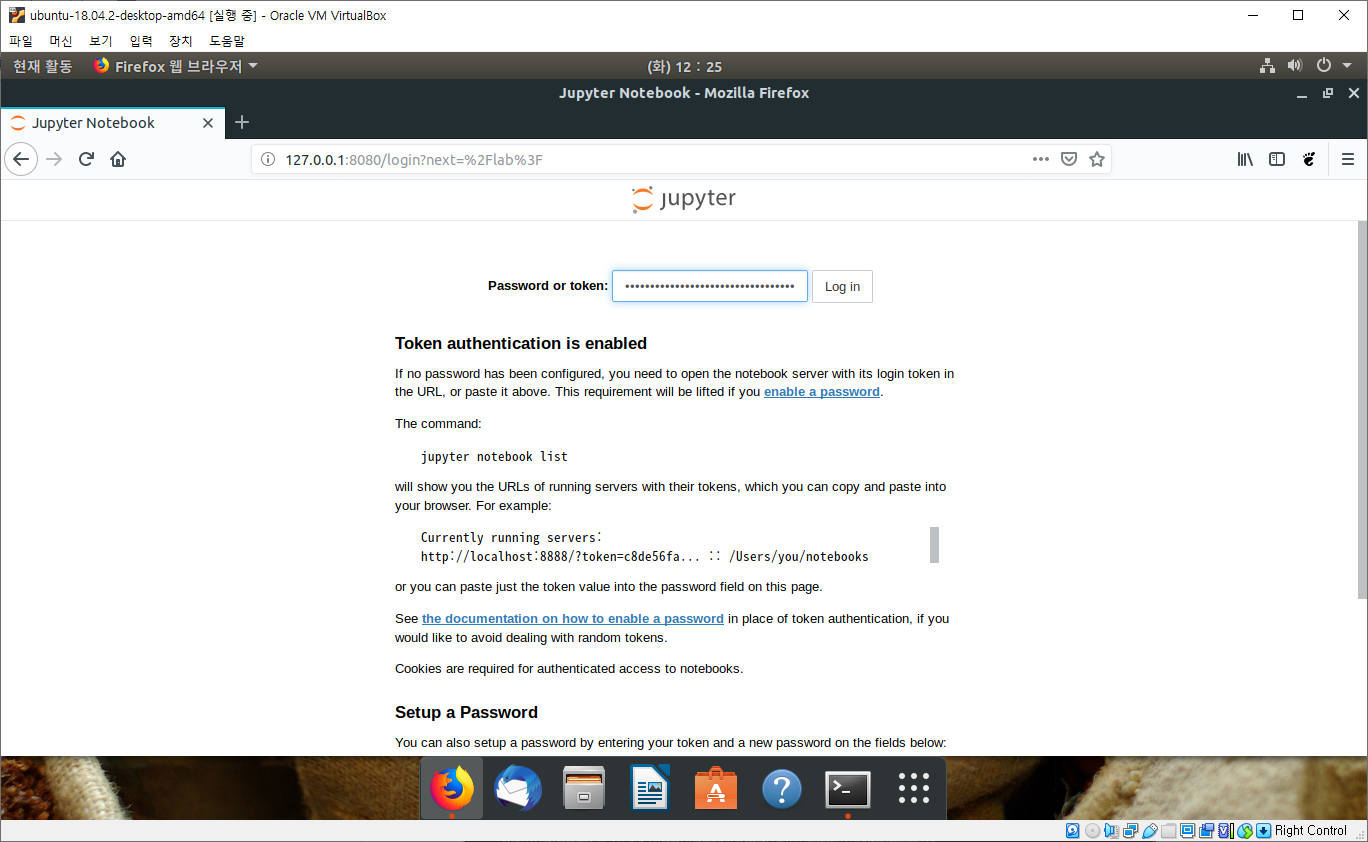 ubuntu-18.04.2-desktop-amd64 [실행 중] - Oracle VM VirtualBox
파일 머신 보기 입력 장치 도움말
현재 활동 Firefox 웹 브라우저 (화) 12 : 25
Jupyter Notebook - Mozilla Firefox
Jupyter Notebook
127.0.0.1:8080/login?next=%2Flab%3F
jupyter
Password or token: Log in
Token authentication is enabled
If no password has been configured, you need to open the notebook server with its login token in
the URL, or paste it above. This requirement will be lifted if you enable a password.
The command:
jupyter notebook list
will show you the URLs of running servers with their tokens, which you can copy and paste into
your browser. For example:
Currently running servers:
http://localhost:8888/?token=c8de56fa... :: /Users/you/notebooks
or you can paste just the token value into the password field on this page.
See the documentation on how to enable a password in place of token authentication, if you
would like to avoid dealing with random tokens.
Cookies are required for authenticated access to notebooks.
Setup a Password
You can also setup a password by entering your token and a new password on the fields below:
Right Control